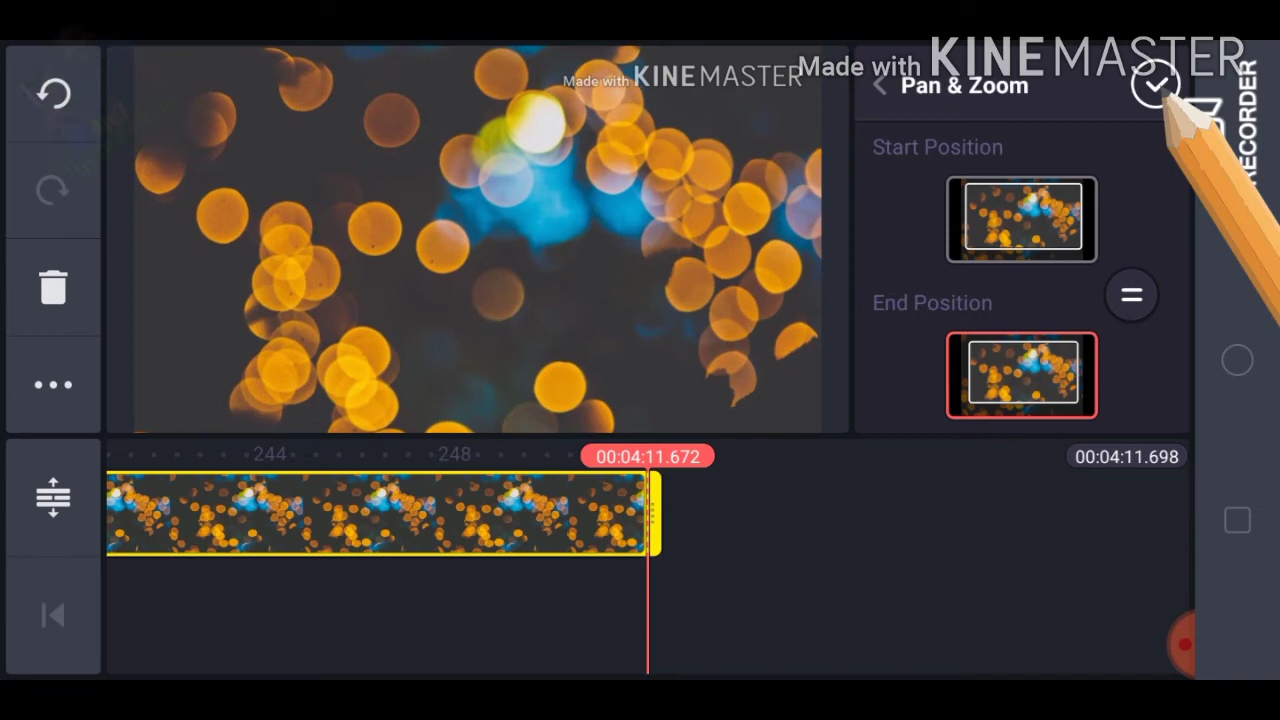 Made with KINEMASTER
Made with KINEMASTER
Pan & Zoom
RECORDER
Start Position
End Position
244
248
00:04:11.672
00:04:11.698